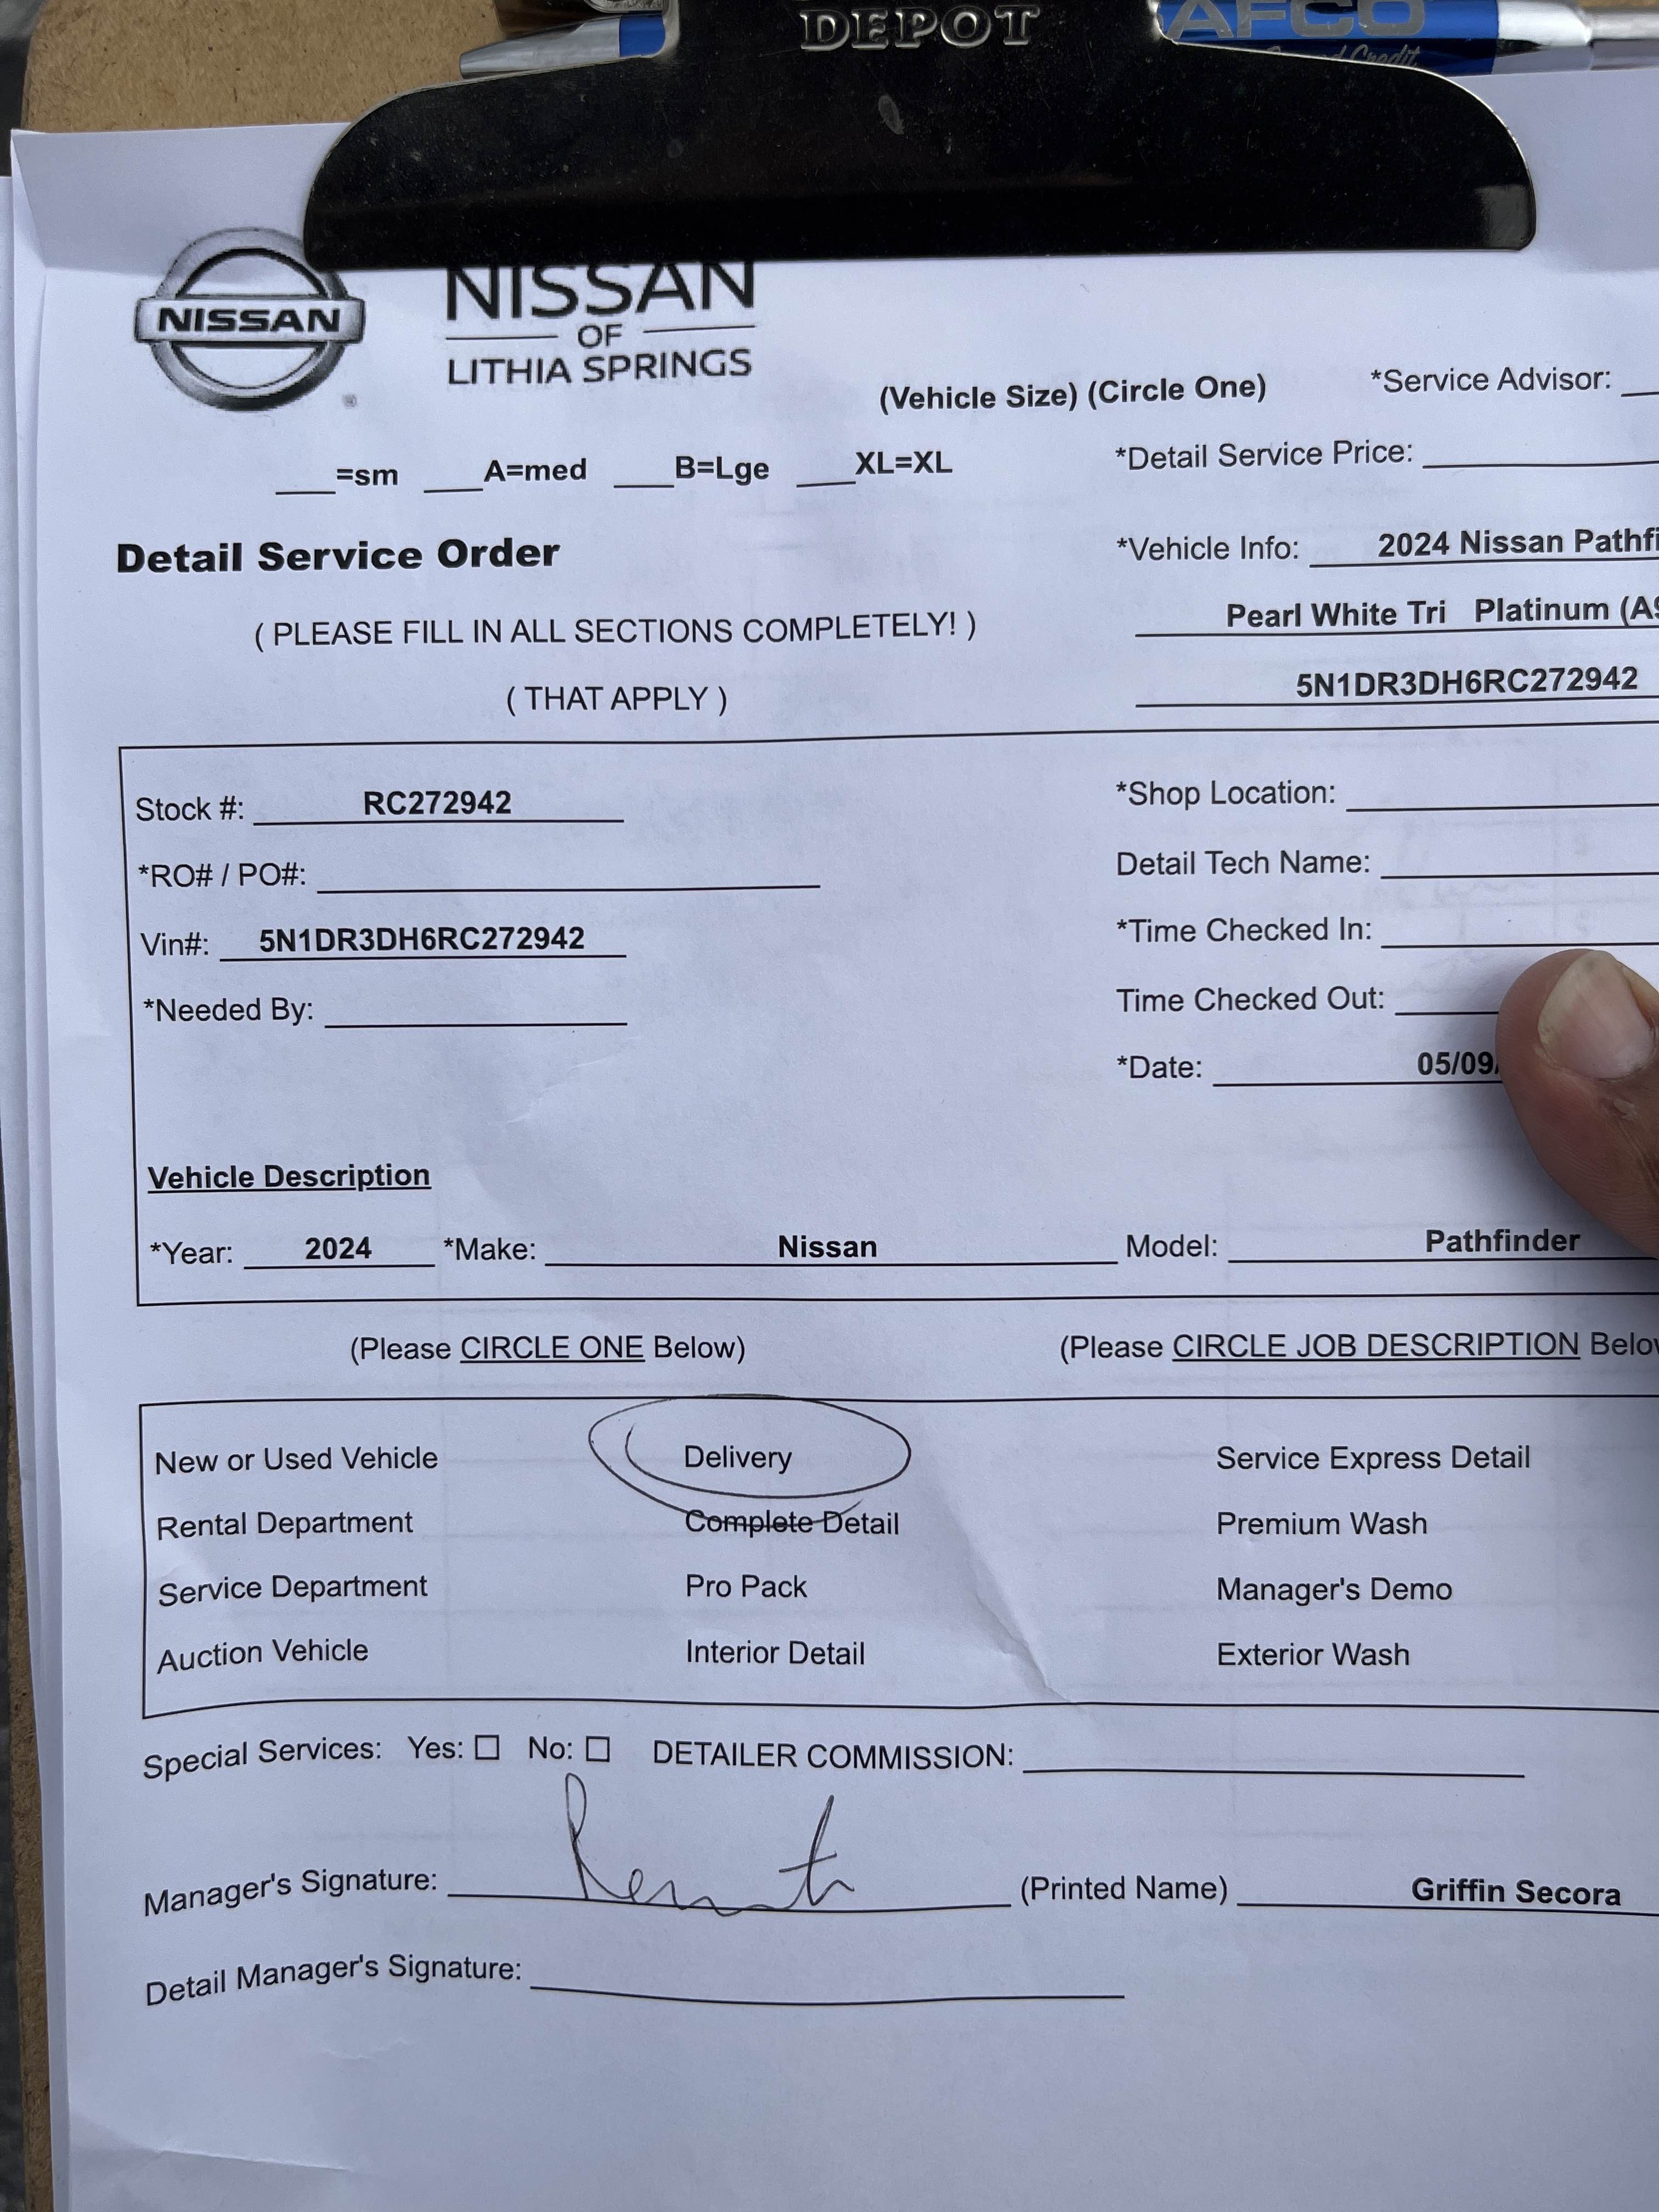 DEPOT
AFCO
NISSAN
NISSAN
OF
LITHIA SPRINGS
(Vehicle Size) (Circle One) *Service Advisor:
=sm A=med B=Lge XL=XL *Detail Service Price:
Detail Service Order *Vehicle Info: 2024 Nissan
( PLEASE FILL IN ALL SECTIONS COMPLETELY! ) Pearl White Tri Platinum
( THAT APPLY ) 5N1DR3DH6RC272942
Stock #: RC272942 *Shop Location:
*RO# / PO#: Detail Tech Name:
Vin#: 5N1DR3DH6RC272942 *Time Checked In:
*Needed By: Time Checked Out:
*Date: 05/09
Vehicle Description
*Year: 2024 *Make: Nissan Model: Pathfinder
(Please CIRCLE ONE Below) (Please CIRCLE JOB DESCRIPTION
New or Used Vehicle Delivery Service Express Detail
Rental Department Complete Detail Premium Wash
Service Department Pro Pack Manager's Demo
Auction Vehicle Interior Detail Exterior Wash
Special Services: Yes: No: DETAILER COMMISSION:
Manager's Signature: (Printed Name) Griffin Secora
Detail Manager's Signature: